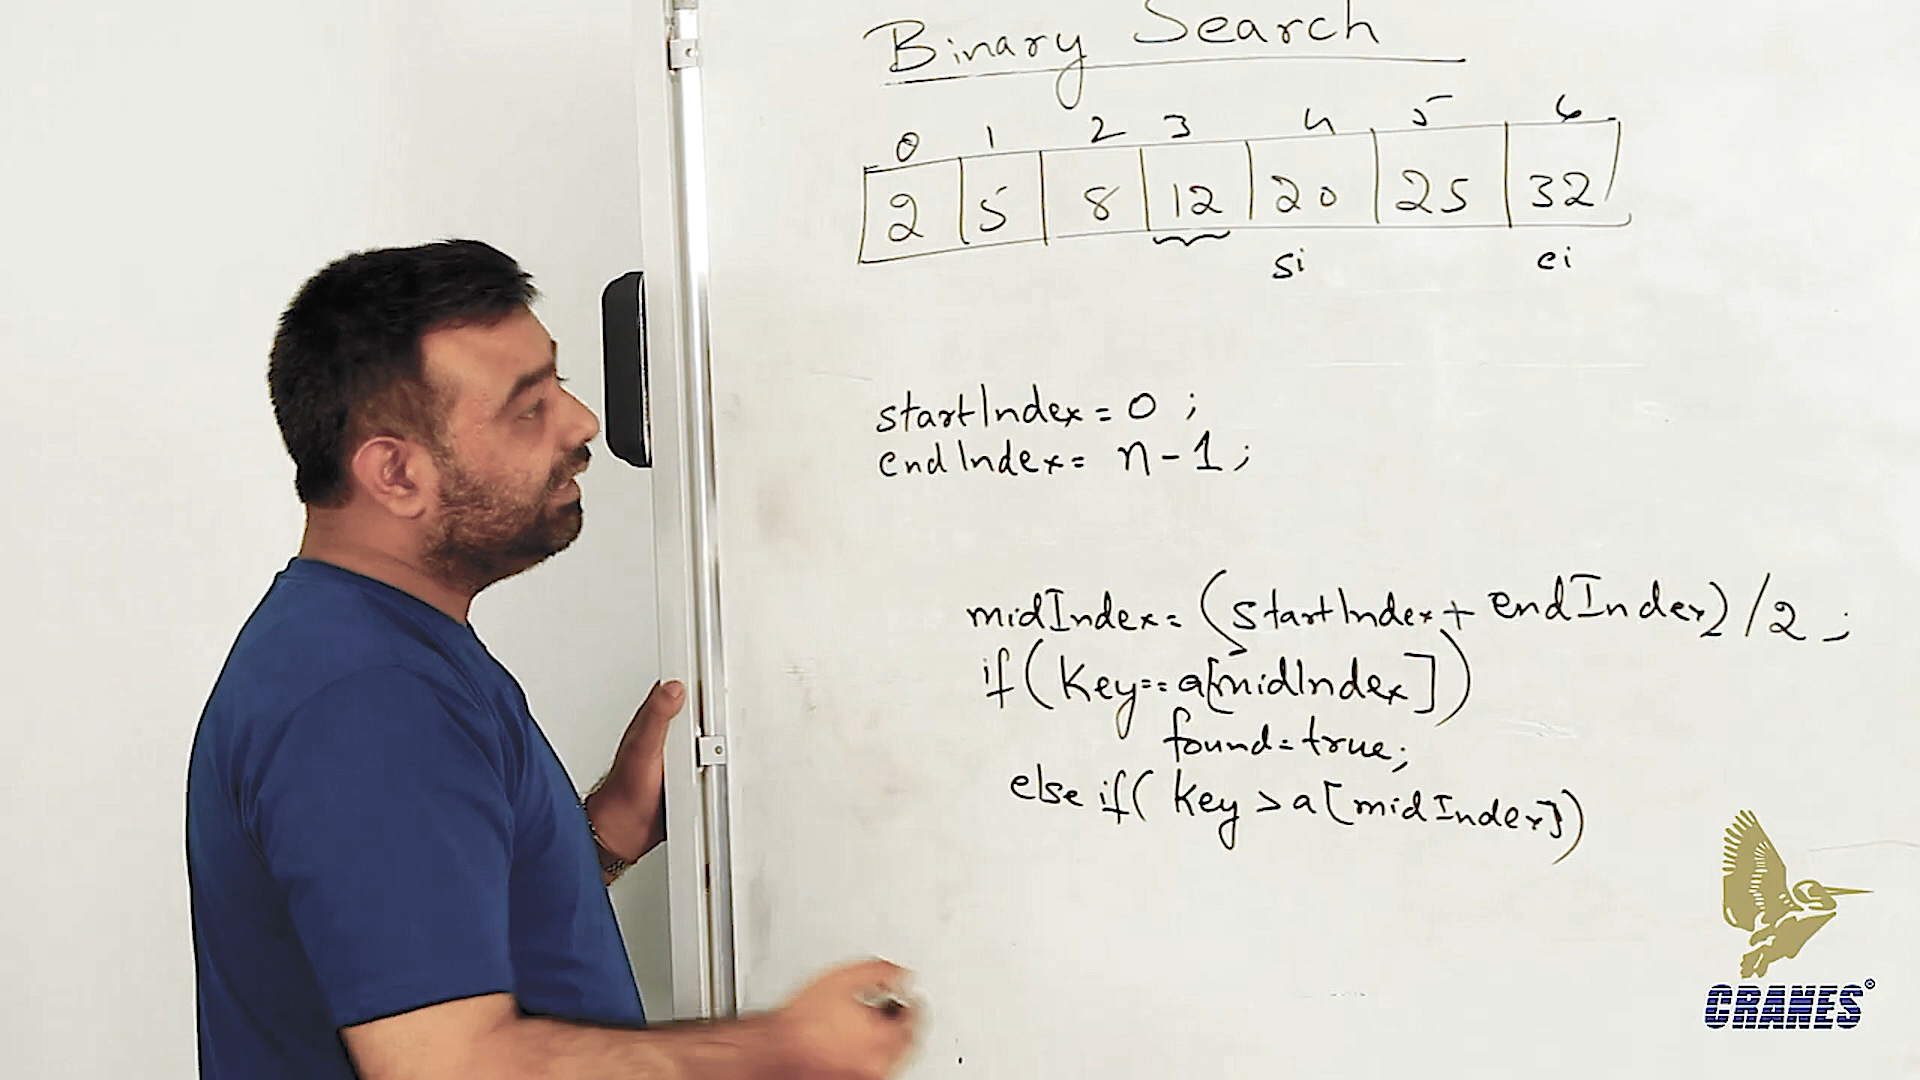 Binary Search
0 1 2 3 4 5 6
2 5 8 12 20 25 32
si ei
startIndex = 0 ;
endIndex = n-1 ;
midIndex = (startIndex + endIndex)/2 ;
if (Key == a[midIndex])
found = true;
else if( key > a[midIndex])
CRANES®